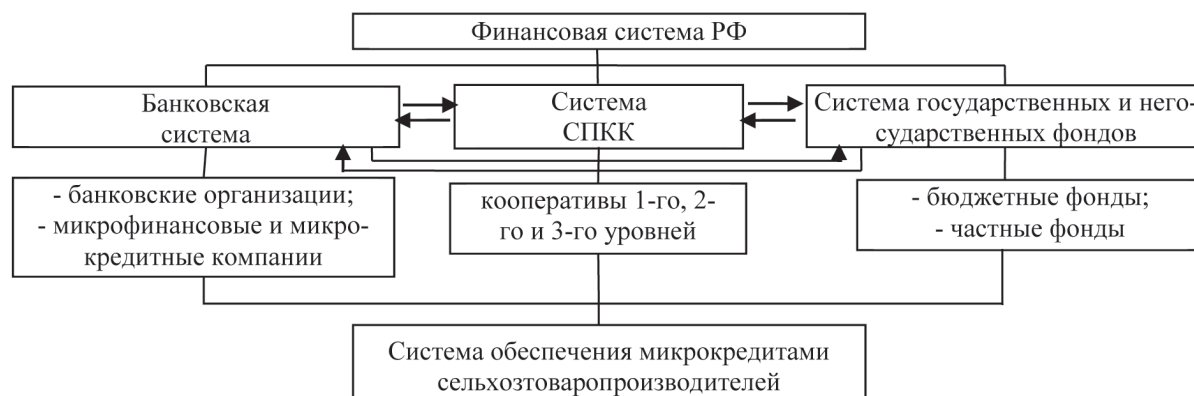 Финансовая система РФ
Банковская
система
Система
СПКК
Система государственных и него-
сударственных фондов
- банковские организации;
- микрофинансовые и микро-
кредитные компании
кооперативы 1-го, 2-
го и 3-го уровней
- бюджетные фонды;
- частные фонды
Система обеспечения микрокредитами
сельхозтоваропроизводителей